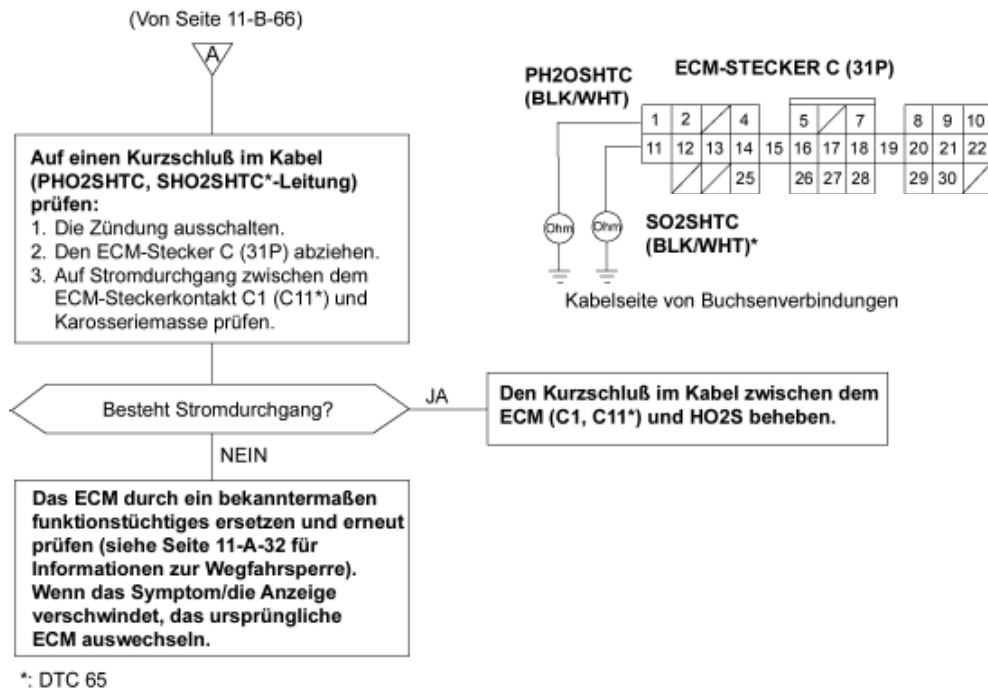 (Von Seite 11-B-66)
A
Auf einen Kurzschluß im Kabel
(PHO2SHTC, SHO2SHTC*-Leitung)
prüfen:
1. Die Zündung ausschalten.
2. Den ECM-Stecker C (31P) abziehen.
3. Auf Stromdurchgang zwischen dem
ECM-Steckerkontakt C1 (C11*) und
Karosseriemasse prüfen.
PH2OSHTC
(BLK/WHT)
ECM-STECKER C (31P)
1 2 4 5 7 8 9 10
11 12 13 14 15 16 17 18 19 20 21 22
25 26 27 28 29 30
Ohm Ohm
SO2SHTC
(BLK/WHT)*
Kabelseite von Buchsenverbindungen
Besteht Stromdurchgang?
JA
Den Kurzschluß im Kabel zwischen dem
ECM (C1, C11*) und HO2S beheben.
NEIN
Das ECM durch ein bekanntermaßen
funktionstüchtiges ersetzen und erneut
prüfen (siehe Seite 11-A-32 für
Informationen zur Wegfahrsperre).
Wenn das Symptom/die Anzeige
verschwindet, das ursprüngliche
ECM auswechseln.
*: DTC 65